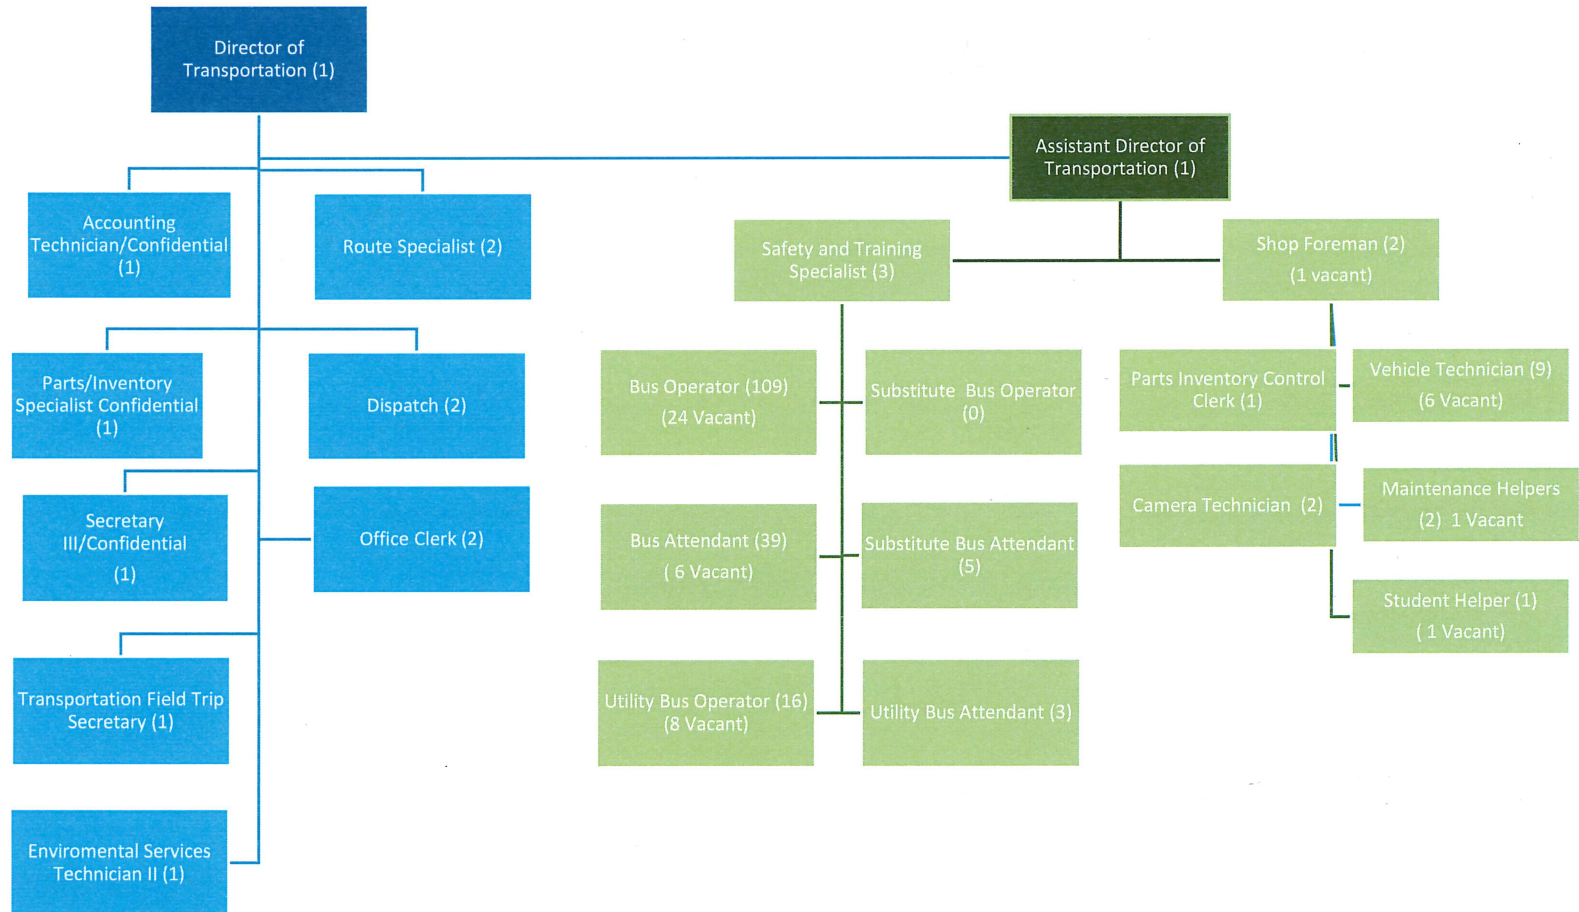 Director of
Transportation (1)
Assistant Director of
Transportation (1)
Accounting
Technician/Confidential
(1)
Route Specialist (2)
Safety and Training
Specialist (3)
Shop Foreman (2)
(1 vacant)
Parts/Inventory
Specialist Confidential
(1)
Dispatch (2)
Bus Operator (109)
(24 Vacant)
Substitute Bus Operator
(0)
Parts Inventory Control
Clerk (1)
Vehicle Technician (9)
(6 Vacant)
Secretary
III/Confidential
(1)
Office Clerk (2)
Bus Attendant (39)
( 6 Vacant)
Substitute Bus Attendant
(5)
Camera Technician (2)
Maintenance Helpers
(2) 1 Vacant
Student Helper (1)
( 1 Vacant)
Transportation Field Trip
Secretary (1)
Utility Bus Operator (16)
(8 Vacant)
Utility Bus Attendant (3)
Enviromental Services
Technician II (1)